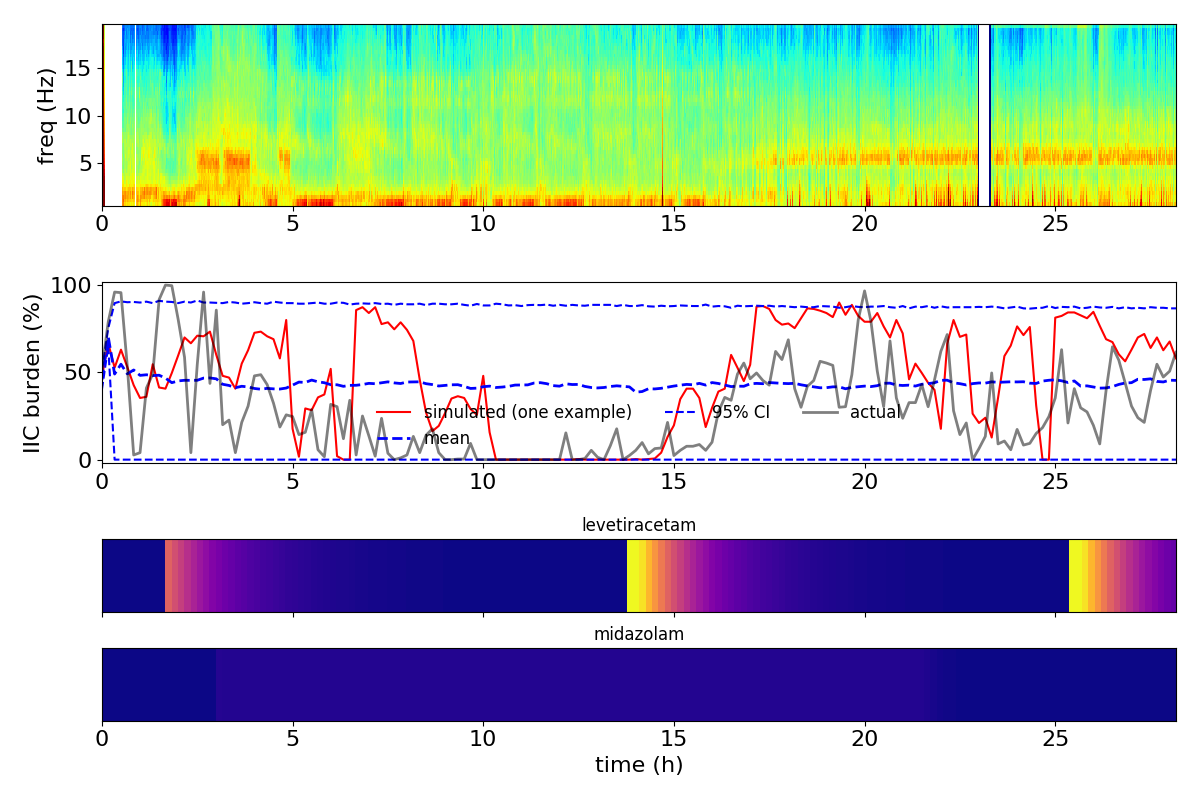 freq (Hz)
15
10
5
0 5 10 15 20 25
IIC burden (%)
100
50
0
simulated (one example) 95% CI actual
mean
0 5 10 15 20 25
levetiracetam
midazolam
0 5 10 15 20 25
time (h)